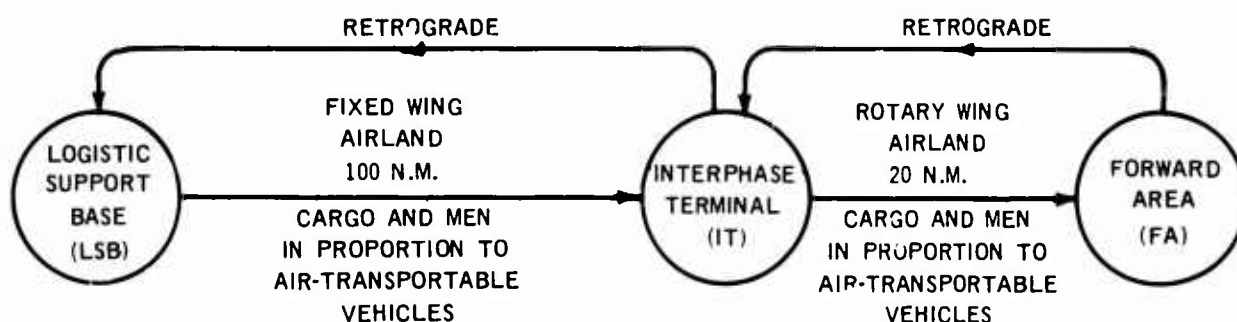 RETROGRADE
RETROGRADE
LOGISTIC
SUPPORT
BASE
(LSB)
FIXED WING
AIRLAND
100 N.M.
CARGO AND MEN
IN PROPORTION TO
AIR-TRANSPORTABLE
VEHICLES
INTERPHASE
TERMINAL
(IT)
ROTARY WING
AIRLAND
20 N.M.
CARGO AND MEN
IN PROPORTION TO
AIR-TRANSPORTABLE
VEHICLES
FORWARD
AREA
(FA)